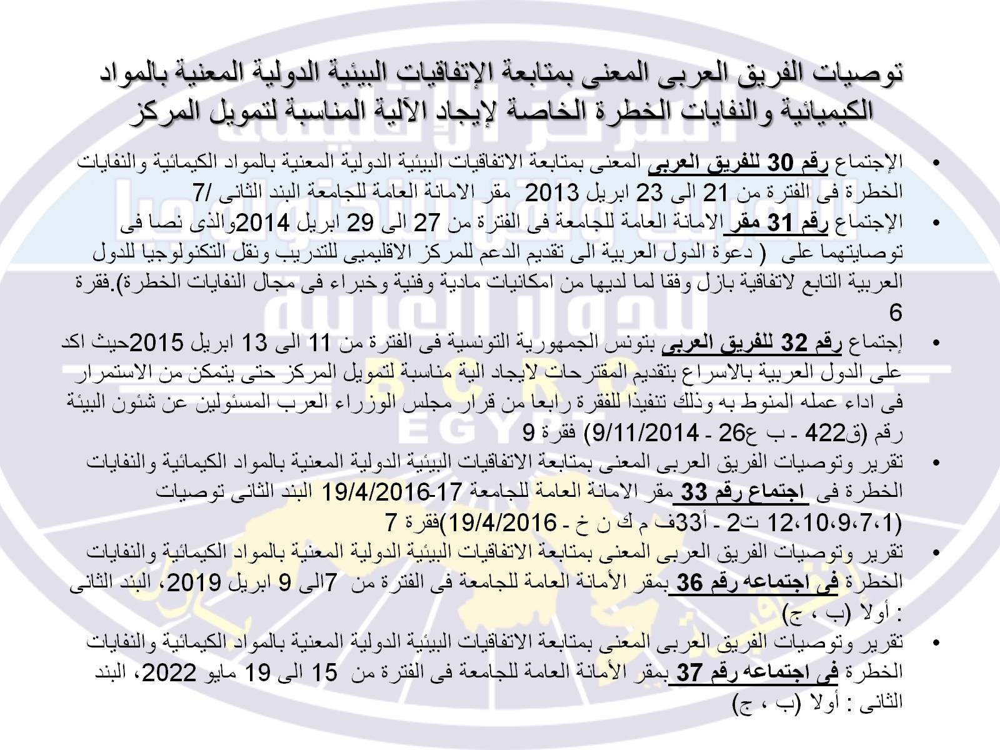 توصيات الفريق العربى المعنى بمتابعة الإتفاقيات البيئية الدولية المعنية بالمواد
الكيميائية والنفايات الخطرة الخاصة لإيجاد الآلية المناسبة لتمويل المركز
• الإجتماع رقم 30 للفريق العربى المعنى بمتابعة الاتفاقيات البيئية الدولية المعنية بالمواد الكيمائية والنفايات
الخطرة فى الفترة من 21 الى 23 ابريل 2013 مقر الامانة العامة للجامعة البند الثانى /7
• الإجتماع رقم 31 مقر الامانة العامة للجامعة فى الفترة من 27 الى 29 ابريل 2014والذى نصا فى
توصايتهما على ( دعوة الدول العربية الى تقديم الدعم للمركز الاقليميى للتدريب ونقل التكنولوجيا للدول
العربية التابع لاتفاقية بازل وفقا لما لديها من امكانيات مادية وفنية وخبراء فى مجال النفايات الخطرة).فقرة
6
• إجتماع رقم 32 للفريق العربى بتونس الجمهورية التونسية فى الفترة من 11 الى 13 ابريل 2015حيث اكد
على الدول العربية بالاسراع بتقديم المقترحات لايجاد الية مناسبة لتمويل المركز حتى يتمكن من الاستمرار
فى اداء عمله المنوط به وذلك تنفيذا للفقرة رابعا من قرار مجلس الوزراء العرب المسئولين عن شئون البيئة
رقم (ق422 - ب ع26 - 9/11/2014) فقرة 9
• تقرير وتوصيات الفريق العربى المعنى بمتابعة الاتفاقيات البيئية الدولية المعنية بالمواد الكيمائية والنفايات
الخطرة فى اجتماع رقم 33 مقر الامانة العامة للجامعة 17-19/4/2016 البند الثانى توصيات
(12،10،9،7،1 ت2 - أ33ف م ك ن خ - 19/4/2016)فقرة 7
• تقرير وتوصيات الفريق العربى المعنى بمتابعة الاتفاقيات البيئية الدولية المعنية بالمواد الكيمائية والنفايات
الخطرة فى اجتماعه رقم 36 بمقر الأمانة العامة للجامعة فى الفترة من 7الى 9 ابريل 2019، البند الثانى
: أولا (ب ، ج)
• تقرير وتوصيات الفريق العربى المعنى بمتابعة الاتفاقيات البيئية الدولية المعنية بالمواد الكيمائية والنفايات
الخطرة فى اجتماعه رقم 37 بمقر الأمانة العامة للجامعة فى الفترة من 15 الى 19 مايو 2022، البند
الثانى : أولا (ب ، ج)
المركز الإقليمى
للتدريب ونقل التكنولوجيا
للدول العربية
BCRC
EGYPT
إتفاقية بازل